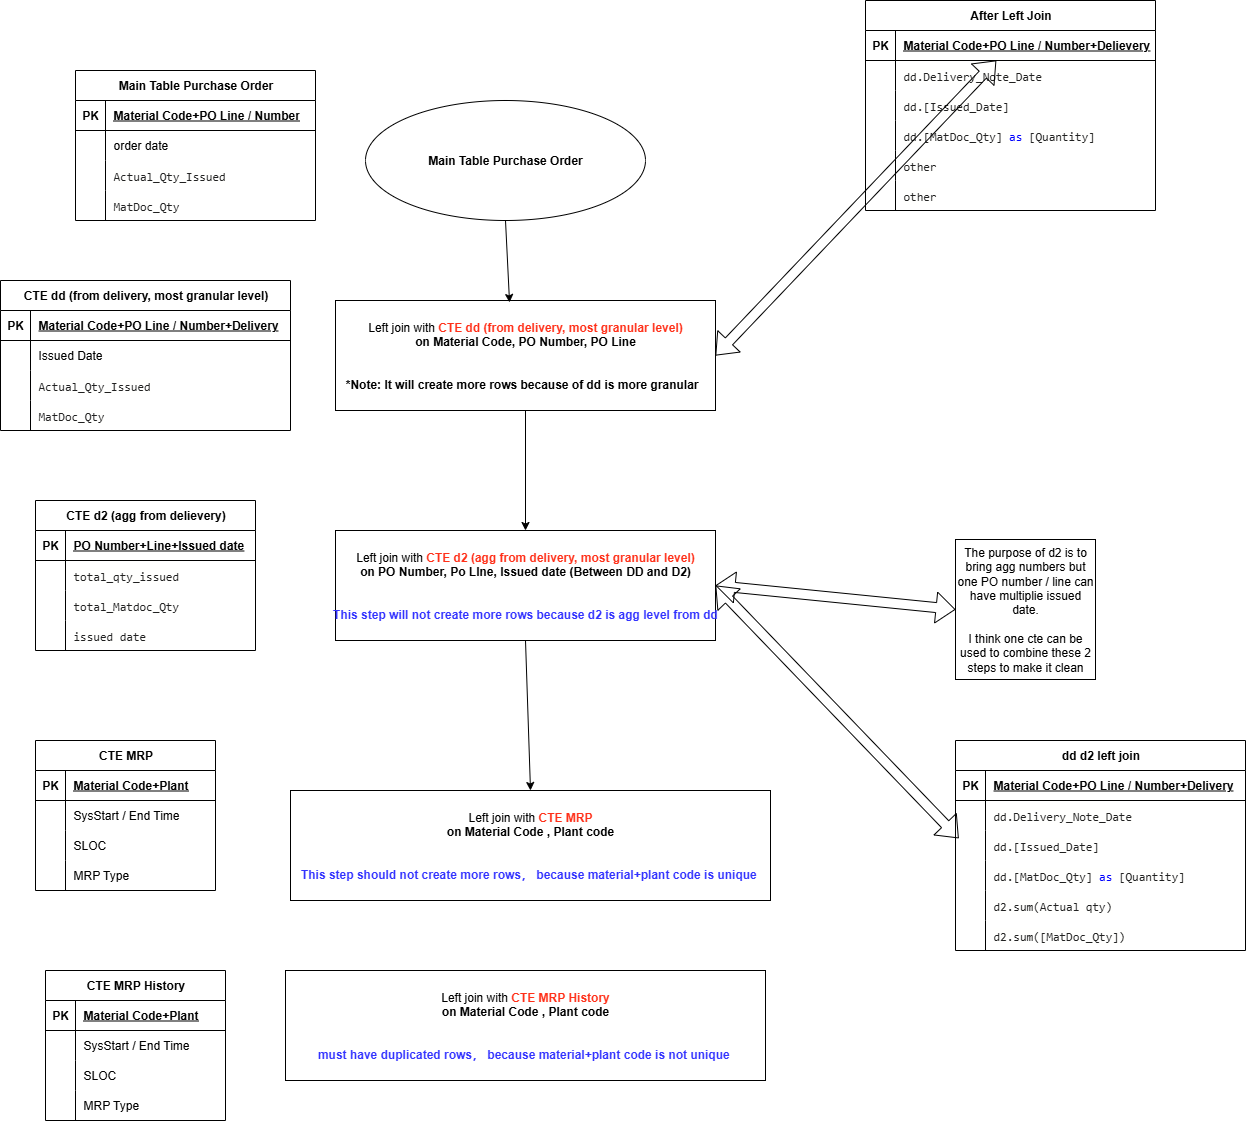 After Left Join
PK
Material Code+PO Line / Number+Delievery
dd.Delivery_Note_Date
dd.[Issued_Date]
dd.[MatDoc_Qty] as [Quantity]
other
other
Main Table Purchase Order
PK
Material Code+PO Line / Number
order date
Actual_Qty_Issued
MatDoc_Qty
Main Table Purchase Order
CTE dd (from delivery, most granular level)
PK
Material Code+PO Line / Number+Delivery
Issued Date
Actual_Qty_Issued
MatDoc_Qty
Left join with CTE dd (from delivery, most granular level)
on Material Code, PO Number, PO Line
*Note: It will create more rows because of dd is more granular
CTE d2 (agg from delievery)
PK
PO Number+Line+Issued date
total_qty_issued
total_Matdoc_Qty
issued date
Left join with CTE d2 (agg from delivery, most granular level)
on PO Number, Po LIne, Issued date (Between DD and D2)
This step will not create more rows because d2 is agg level from dd
The purpose of d2 is to
bring agg numbers but
one PO number / line can
have multiplie issued
date.
I think one cte can be
used to combine these 2
steps to make it clean
CTE MRP
PK
Material Code+Plant
SysStart / End Time
SLOC
MRP Type
Left join with CTE MRP
on Material Code , Plant code
This step should not create more rows， because material+plant code is unique
dd d2 left join
PK
Material Code+PO Line / Number+Delivery
dd.Delivery_Note_Date
dd.[Issued_Date]
dd.[MatDoc_Qty] as [Quantity]
d2.sum(Actual qty)
d2.sum([MatDoc_Qty])
CTE MRP History
PK
Material Code+Plant
SysStart / End Time
SLOC
MRP Type
Left join with CTE MRP History
on Material Code , Plant code
must have duplicated rows， because material+plant code is not unique